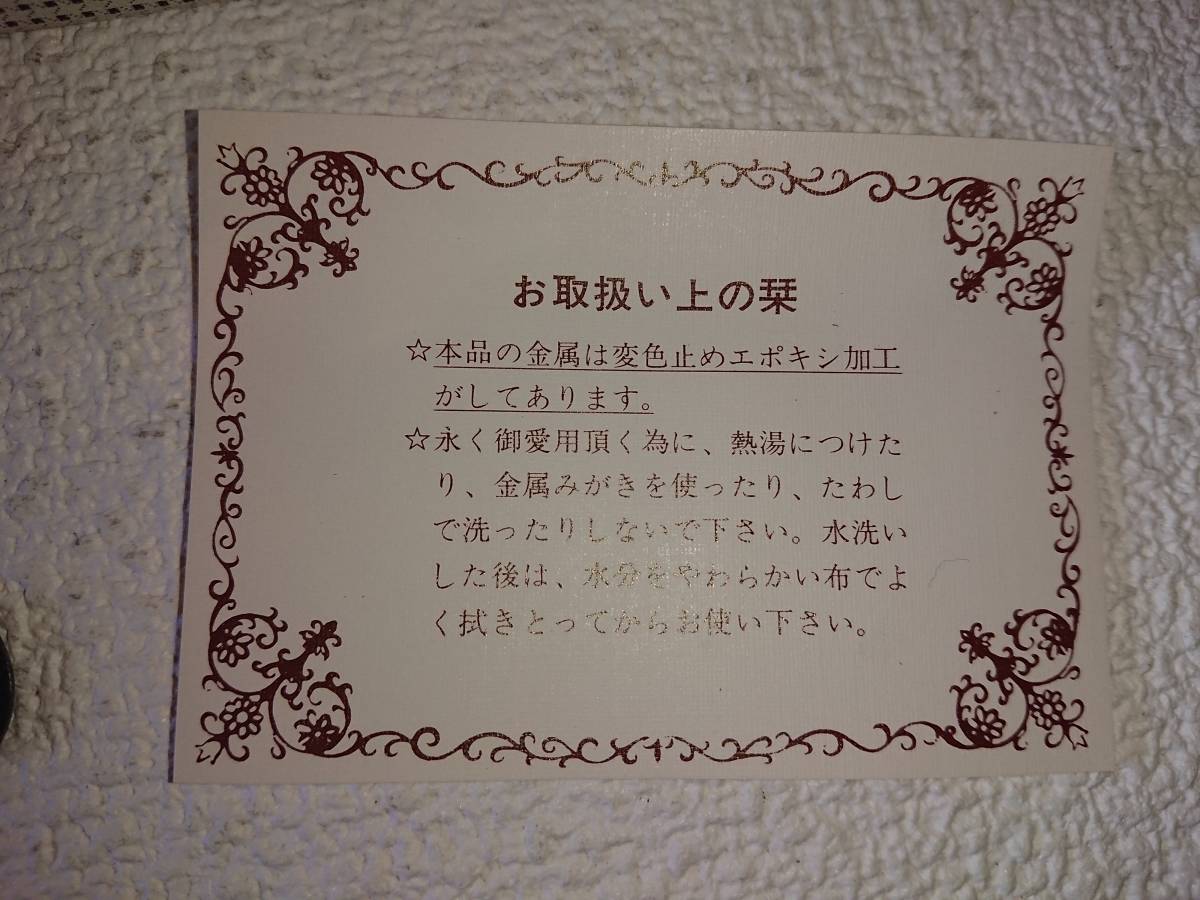 お取扱い上の栞
☆本品の金属は変色止めエポキシ加工
がしてあります。
☆永く御愛用頂く為に、熱湯につけた
り、金属みがきを使ったり、たわし
で洗ったりしないで下さい。水洗い
した後は、水分をやわらかい布でよ
く拭きとってからお使い下さい。